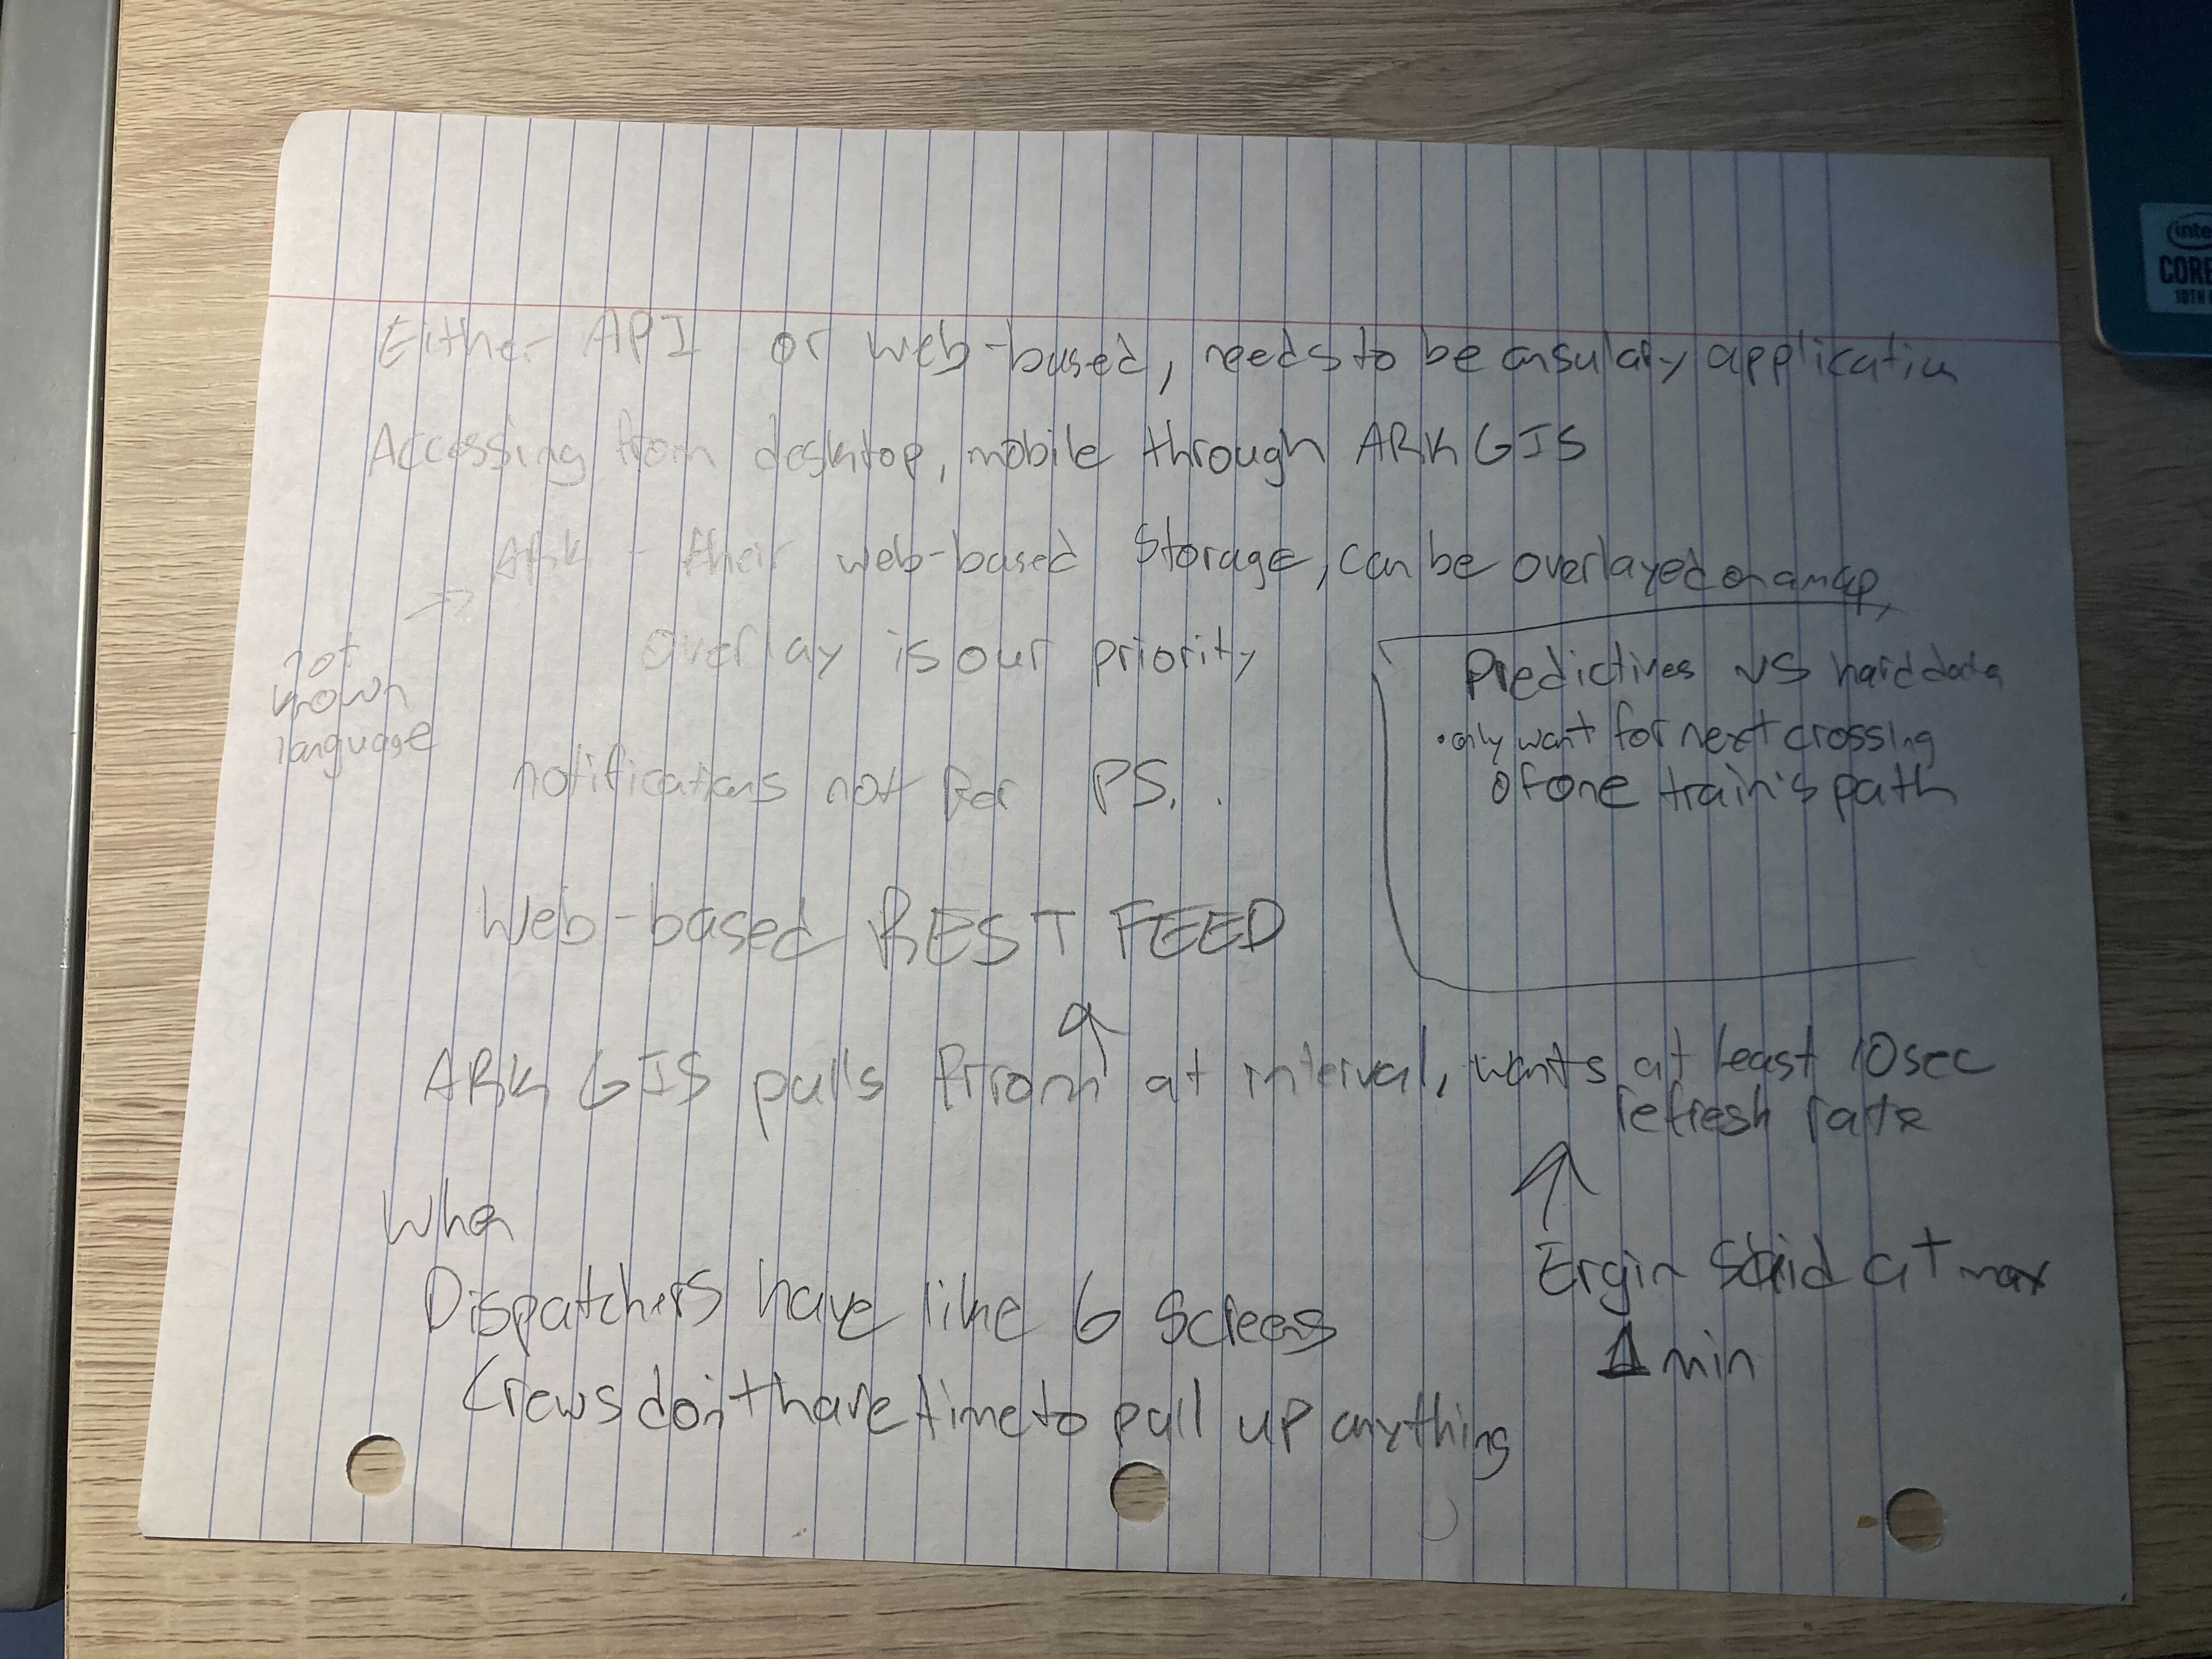 Either API or web-based, needs to be ansulary application
Accessing from desktop, mobile through ARK GIS
Ark - their web-based storage, can be overlayed on a map,
not
known
language
overlay is our priority
notifications not for PS.
Predictives vs hard data
• only want for next crossing
of one train's path
Web-based REST FEED
ARK GIS pulls from at interval, wants at least 10 sec
refresh rate
Ergin said at max
1 min
When
Dispatchers have like 6 screens
Crews don't have time to pull up anything
CORE